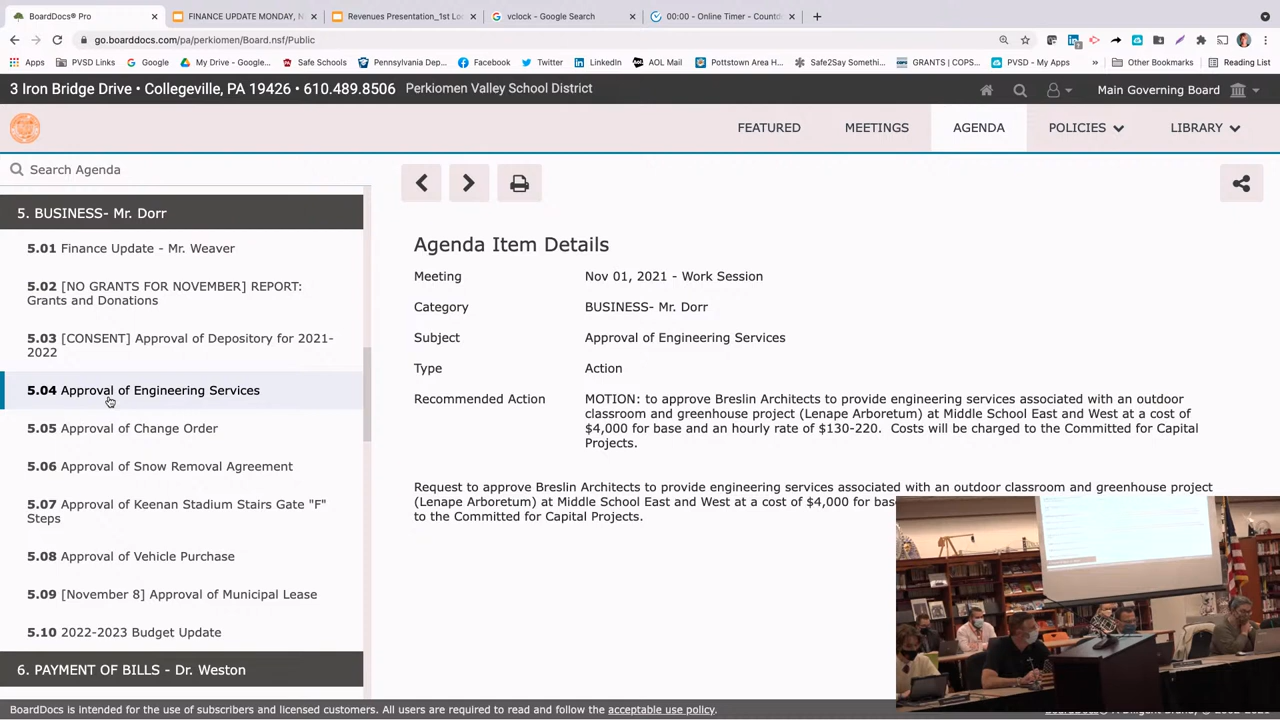 BoardDocs® Pl
FINANCE UPDATE MONDAY, N
Revenues Presentation_1st Loo
vclock - Google Search
00:00 - Online Timer - Countd
go.boarddocs.com/pa/perkiomen/Board.nsf/Public
Apps
PVSD Links
Google
My Drive - Google...
Safe Schools
Pennsylvania Dep...
Facebook
Twitter
LinkedIn
AOL Mail
Pottstown Area H...
Safe2Say Somethi...
GRANTS | COPS...
PVSD - My Apps
»
Other Bookmarks
Reading List
3 Iron Bridge Drive • Collegeville, PA 19426 • 610.489.8506
Perkiomen Valley School District
Main Governing Board
FEATURED
MEETINGS
AGENDA
POLICIES
LIBRARY
Search Agenda
5. BUSINESS- Mr. Dorr
5.01 Finance Update - Mr. Weaver
5.02 [NO GRANTS FOR NOVEMBER] REPORT:
Grants and Donations
5.03 [CONSENT] Approval of Depository for 2021-
2022
5.04 Approval of Engineering Services
5.05 Approval of Change Order
5.06 Approval of Snow Removal Agreement
5.07 Approval of Keenan Stadium Stairs Gate "F"
Steps
5.08 Approval of Vehicle Purchase
5.09 [November 8] Approval of Municipal Lease
5.10 2022-2023 Budget Update
6. PAYMENT OF BILLS - Dr. Weston
Agenda Item Details
Meeting Nov 01, 2021 - Work Session
Category BUSINESS- Mr. Dorr
Subject Approval of Engineering Services
Type Action
Recommended Action MOTION: to approve Breslin Architects to provide engineering services associated with an outdoor
classroom and greenhouse project (Lenape Arboretum) at Middle School East and West at a cost of
$4,000 for base and an hourly rate of $130-220. Costs will be charged to the Committed for Capital
Projects.
Request to approve Breslin Architects to provide engineering services associated with an outdoor classroom and greenhouse project
(Lenape Arboretum) at Middle School East and West at a cost of $4,000 for bas
to the Committed for Capital Projects.
BoardDocs is intended for the use of subscribers and licensed customers. All users are required to read and follow the acceptable use policy.